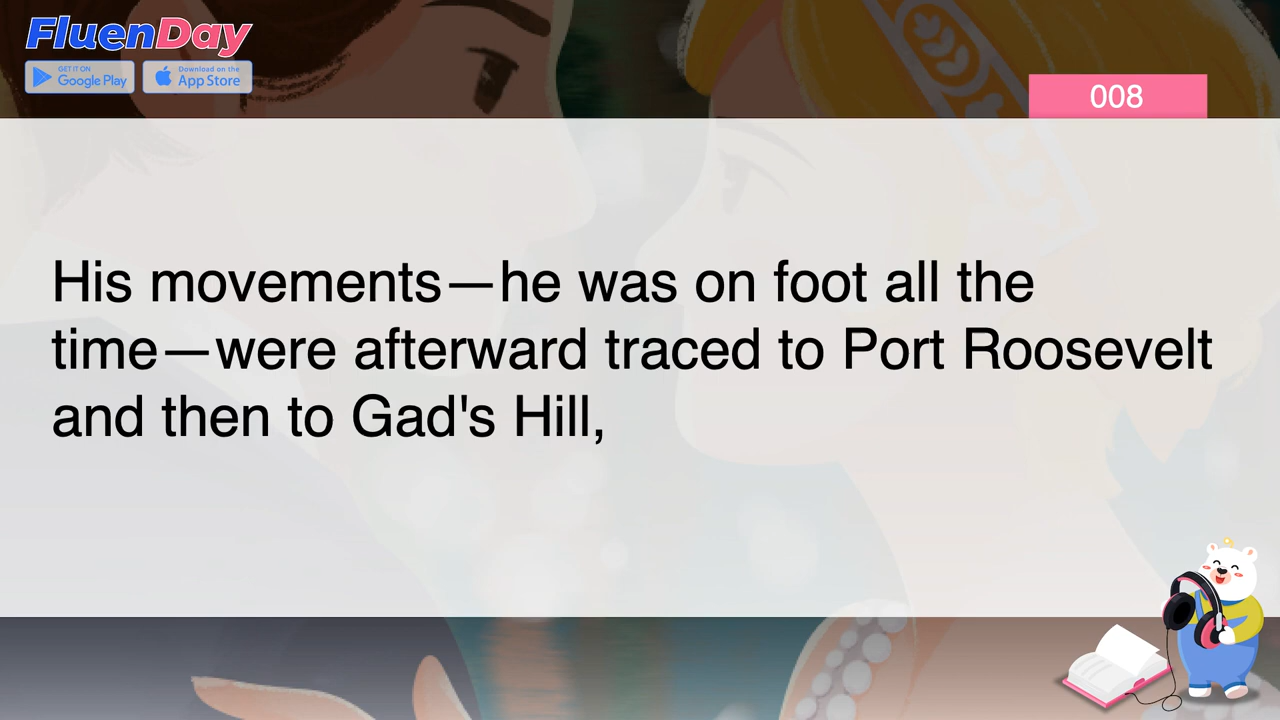 FluenDay
GET IT ON
Google Play
Download on the
App Store
008
His movements—he was on foot all the
time—were afterward traced to Port Roosevelt
and then to Gad's Hill,